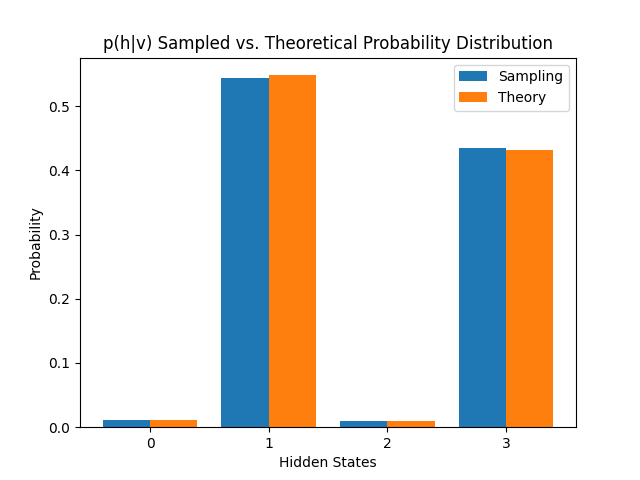 p(h|v) Sampled vs. Theoretical Probability Distribution
Sampling
Theory
Probability
0.5
0.4
0.3
0.2
0.1
0.0
0 1 2 3
Hidden States